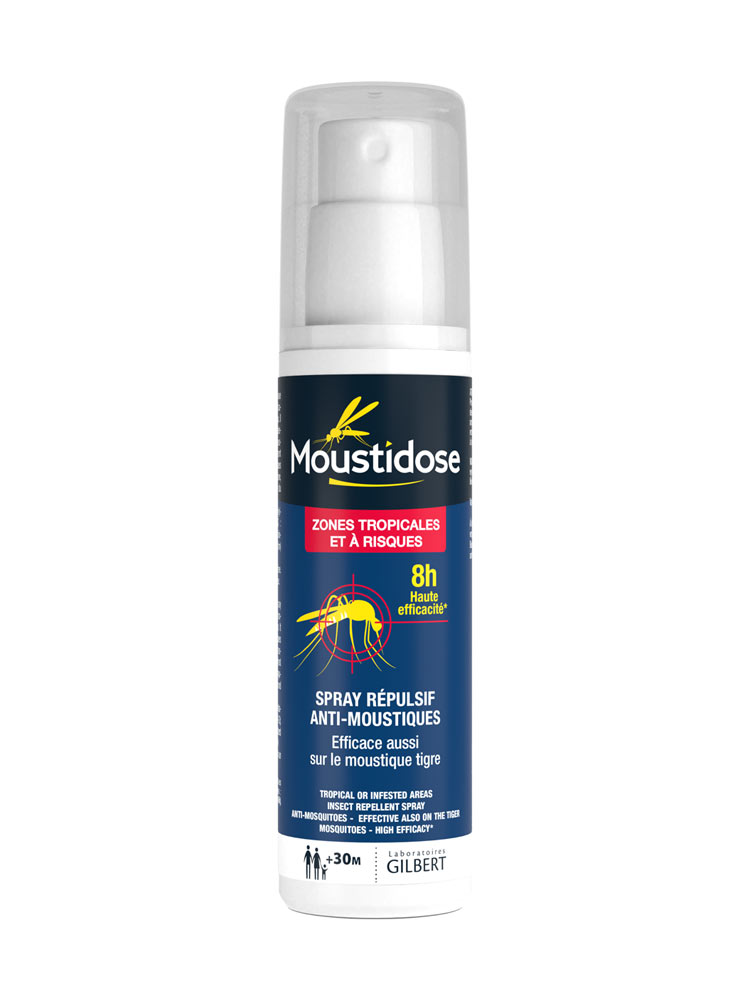 Moustidose
ZONES TROPICALES
ET À RISQUES
8h
Haute
efficacité*
SPRAY RÉPULSIF
ANTI-MOUSTIQUES
Efficace aussi
sur le moustique tigre
TROPICAL OR INFESTED AREAS
INSECT REPELLENT SPRAY
ANTI-MOSQUITOES - EFFECTIVE ALSO ON THE TIGER
MOSQUITOES - HIGH EFFICACY*
+30M
Laboratoires
GILBERT